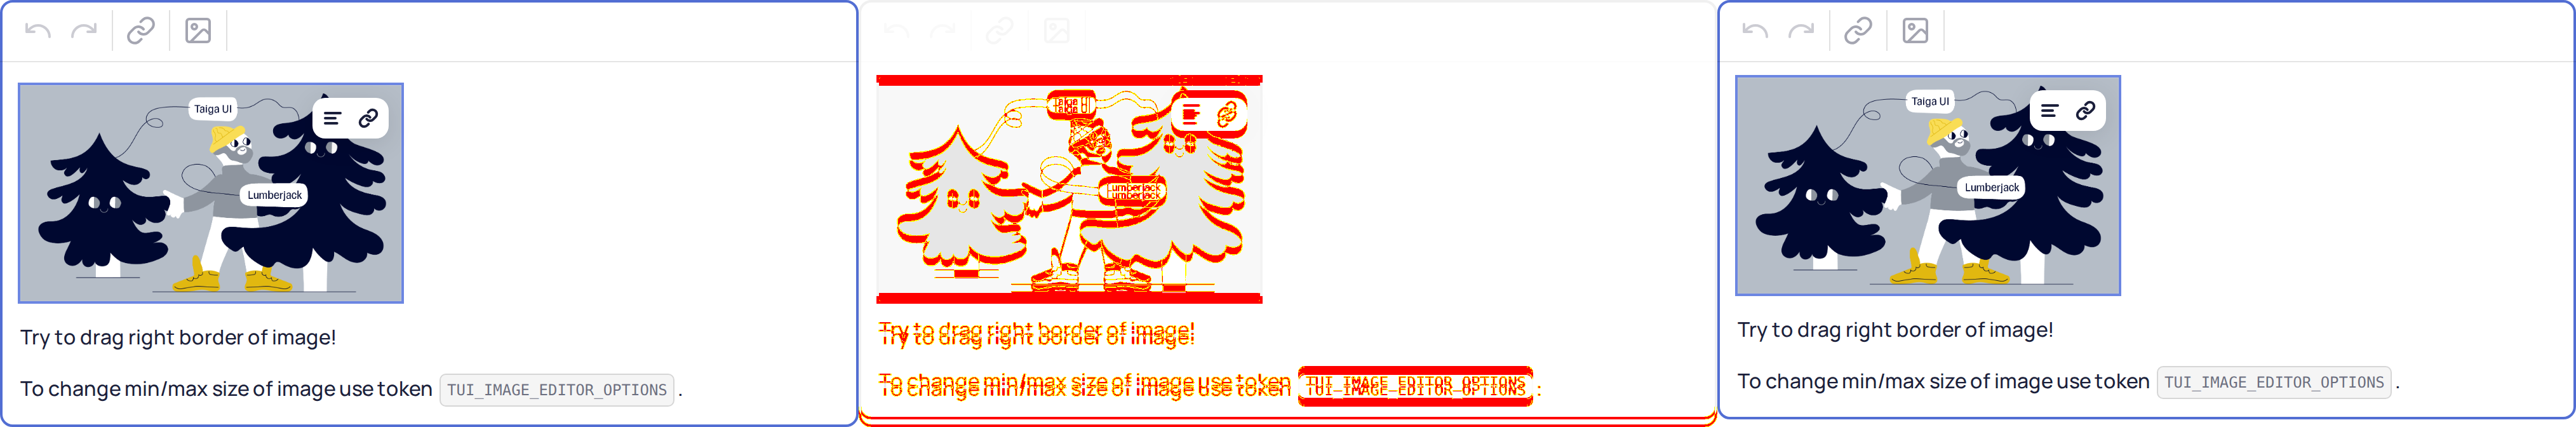 Taiga UI
Lumberjack
Try to drag right border of image!
To change min/max size of image use token TUI_IMAGE_EDITOR_OPTIONS .
Taiga UI
Lumberjack
Try to drag right border of image!
To change min/max size of image use token TUI_IMAGE_EDITOR_OPTIONS .
Taiga UI
Lumberjack
Try to drag right border of image!
To change min/max size of image use token TUI_IMAGE_EDITOR_OPTIONS .